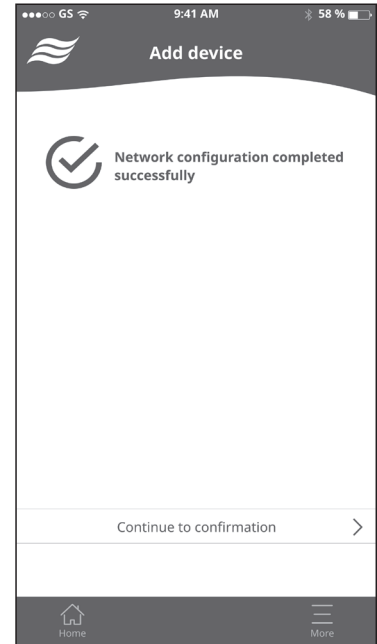 GS 9:41 AM 58 %
Add device
Network configuration completed
successfully
Continue to confirmation
Home More